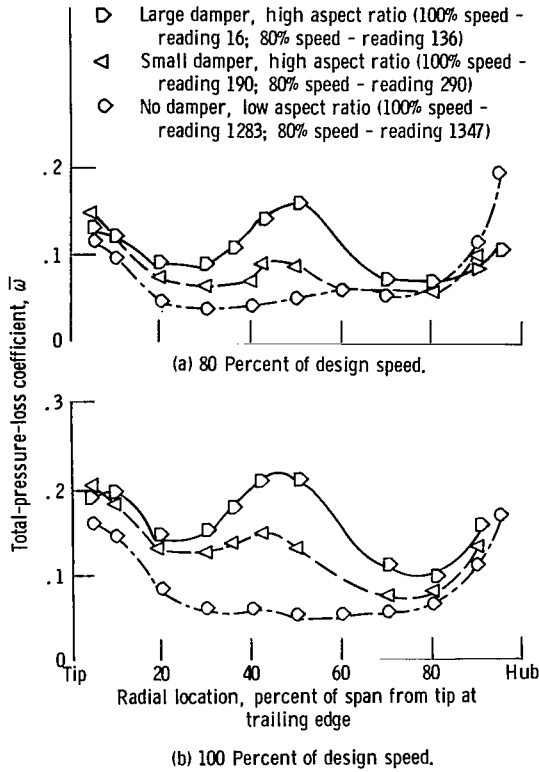 Large damper, high aspect ratio (100% speed -
reading 16; 80% speed - reading 136)
Small damper, high aspect ratio (100% speed -
reading 190; 80% speed - reading 290)
No damper, low aspect ratio (100% speed -
reading 1283; 80% speed - reading 1347)
.2
.1
0
(a) 80 Percent of design speed.
Total-pressure-loss coefficient, ω̅
.3
.2
.1
0
Tip 20 40 60 80 Hub
Radial location, percent of span from tip at
trailing edge
(b) 100 Percent of design speed.